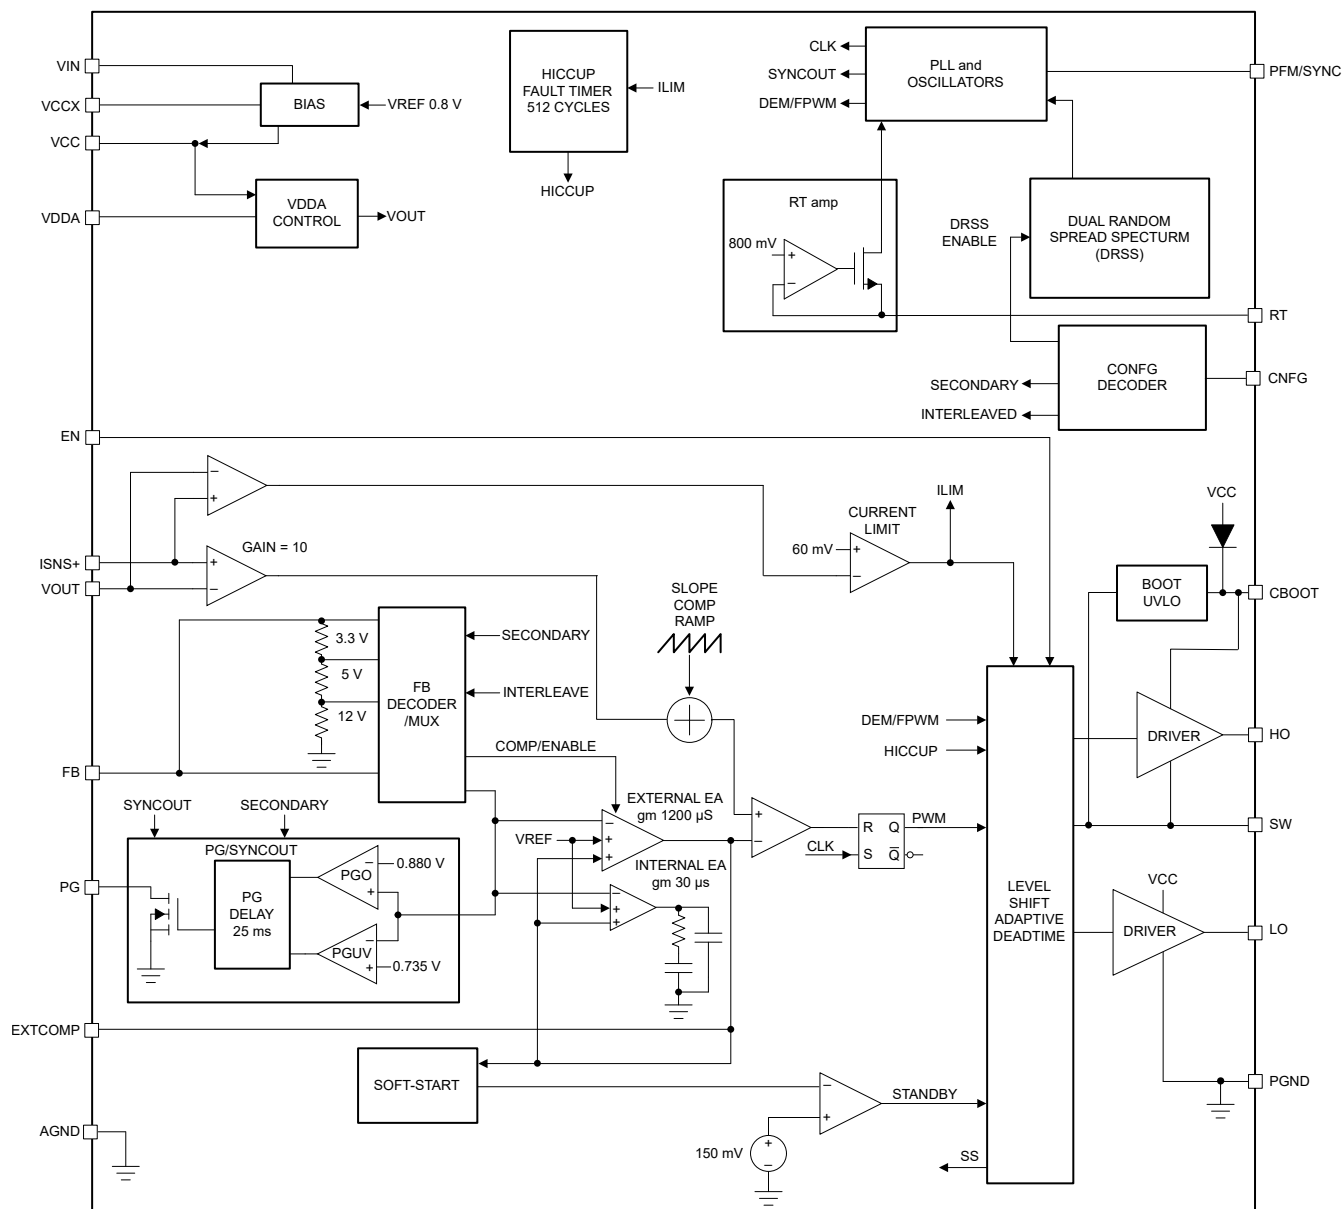 VIN
VCCX
VCC
VDDA
BIAS
VREF 0.8 V
VDDA
CONTROL
VOUT
HICCUP
FAULT TIMER
512 CYCLES
ILIM
HICCUP
CLK
SYNCOUT
DEM/FPWM
PLL and
OSCILLATORS
PFM/SYNC
RT amp
800 mV
+
−
DRSS
ENABLE
DUAL RANDOM
SPREAD SPECTURM
(DRSS)
RT
CONFG
DECODER
CNFG
SECONDARY
INTERLEAVED
EN
−
+
ISNS+
VOUT
+
−
GAIN = 10
CURRENT
LIMIT
60 mV
+
−
ILIM
VCC
BOOT
UVLO
CBOOT
SLOPE
COMP
RAMP
3.3 V
5 V
12 V
FB
DECODER
/MUX
SECONDARY
INTERLEAVE
COMP/ENABLE
FB
DEM/FPWM
HICCUP
DRIVER
HO
SW
SYNCOUT
SECONDARY
PG/SYNCOUT
PG
PG
DELAY
25 ms
PGO
−
+
0.880 V
PGUV
−
+
0.735 V
EXTERNAL EA
gm 1200 µS
VREF
−
+
+
INTERNAL EA
gm 30 µs
−
+
+
+
−
CLK
R
Q
S
Q̅
PWM
LEVEL
SHIFT
ADAPTIVE
DEADTIME
VCC
DRIVER
LO
EXTCOMP
SOFT-START
−
+
STANDBY
150 mV
+
−
SS
PGND
AGND